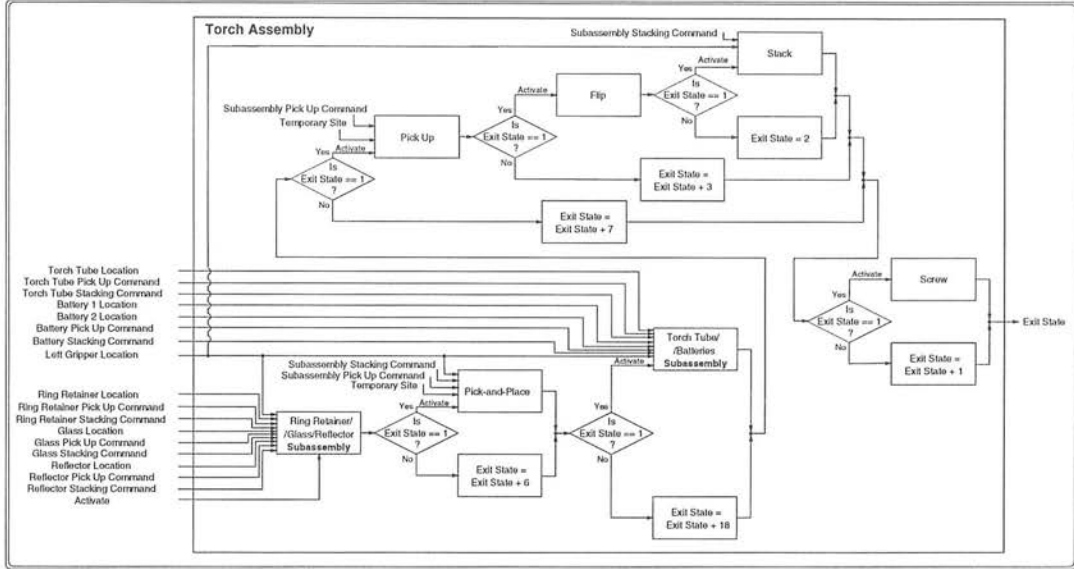 Torch Assembly
Subassembly Stacking Command
Stack
Activate
Yes
Is
Exit State == 1
?
No
Exit State = 2
Activate
Flip
Yes
Is
Exit State == 1
?
No
Exit State =
Exit State + 3
Subassembly Pick Up Command
Temporary Site
Pick Up
Yes
Activate
Is
Exit State == 1
?
No
Exit State =
Exit State + 7
Torch Tube Location
Torch Tube Pick Up Command
Torch Tube Stacking Command
Battery 1 Location
Battery 2 Location
Battery Pick Up Command
Battery Stacking Command
Left Gripper Location
Activate
Screw
Yes
Is
Exit State == 1
?
No
Exit State =
Exit State + 1
Exit State
Torch Tube/
/Batteries
Subassembly
Activate
Subassembly Stacking Command
Subassembly Pick Up Command
Temporary Site
Pick-and-Place
Yes
Activate
Is
Exit State == 1
?
No
Exit State =
Exit State + 6
Yes
Is
Exit State == 1
?
No
Exit State =
Exit State + 18
Ring Retainer Location
Ring Retainer Pick Up Command
Ring Retainer Stacking Command
Glass Location
Glass Pick Up Command
Glass Stacking Command
Reflector Location
Reflector Pick Up Command
Reflector Stacking Command
Activate
Ring Retainer/
/Glass/Reflector
Subassembly